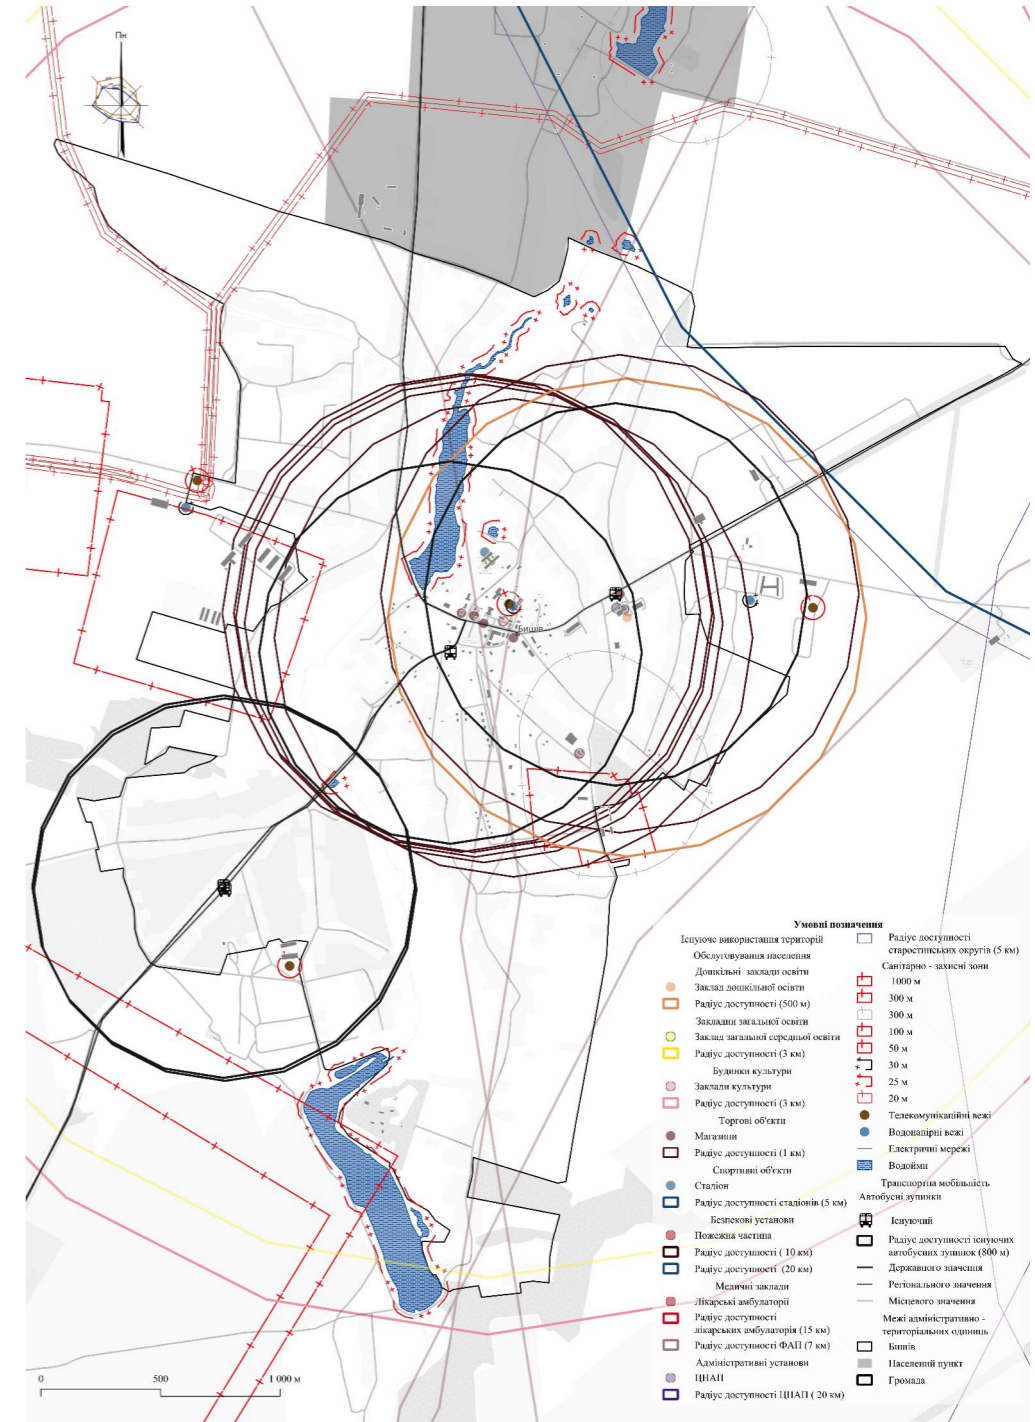 Пн
Бишів
Умовні позначення
Існуюче використання територій
Обслуговування населення
Дошкільні заклади освіти
Заклад дошкільної освівти
Радіус доступності (500 м)
Закладни загальної освіти
Заклад загальної середньої освіти
Радіус доступності (3 км)
Будинки культури
Заклади культури
Радіус доступності (3 км)
Торгові об'єкти
Магазини
Радіус доступності (1 км)
Спортивні об'єкти
Стадіон
Радіус доступності стадіонів (5 км)
Безпекові установи
Пожежна частина
Радіус доступності ( 10 км)
Радіус доступності (20 км)
Медичні заклади
Лікарські амбулаторії
Радіус доступності
лікарських амбулаторія (15 км)
Радіус доступності ФАП (7 км)
Адміністративні установи
ЦНАП
Радіус доступності ЦНАП ( 20 км)
Радіус доступності
старостинських округів (5 км)
Санітарно - захисні зони
1000 м
300 м
300 м
100 м
50 м
30 м
25 м
20 м
Телекомунікаційні вежі
Водонапірні вежі
Електричні мережі
Водойми
Транспортна мобільність
Автобусні зупинки
Існуючий
Радіус доступності існуючих
автобусних зупинок (800 м)
Державного значення
Регіонального значення
Місцевого значення
Межі адміністративно -
територіальних одиниць
Бишів
Населений пункт
Громада
0 500 1 000 м